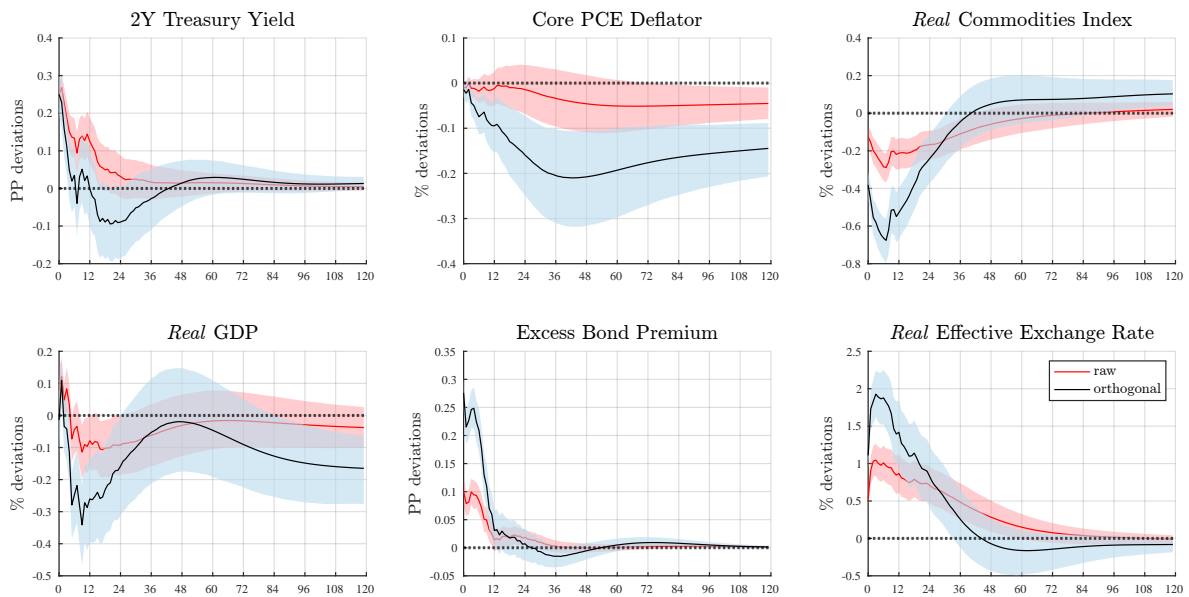 2Y Treasury Yield
PP deviations
0.4
0.3
0.2
0.1
0
-0.1
-0.2
0 12 24 36 48 60 72 84 96 108 120
Core PCE Deflator
% deviations
0.1
0
-0.1
-0.2
-0.3
-0.4
0 12 24 36 48 60 72 84 96 108 120
Real Commodities Index
% deviations
0.4
0.2
0
-0.2
-0.4
-0.6
-0.8
0 12 24 36 48 60 72 84 96 108 120
Real GDP
% deviations
0.2
0.1
0
-0.1
-0.2
-0.3
-0.4
-0.5
0 12 24 36 48 60 72 84 96 108 120
Excess Bond Premium
PP deviations
0.35
0.3
0.25
0.2
0.15
0.1
0.05
0
-0.05
0 12 24 36 48 60 72 84 96 108 120
Real Effective Exchange Rate
% deviations
2.5
2
1.5
1
0.5
0
-0.5
0 12 24 36 48 60 72 84 96 108 120
raw
orthogonal